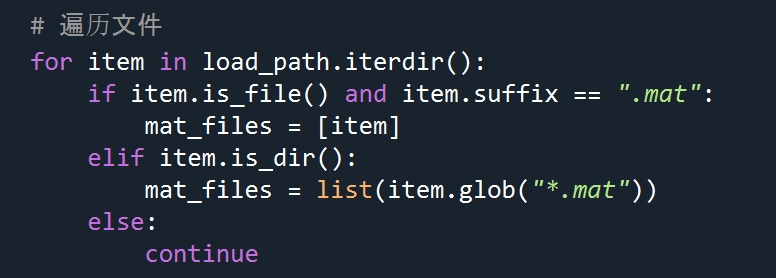 # 遍历文件
for item in load_path.iterdir():
    if item.is_file() and item.suffix == ".mat":
        mat_files = [item]
    elif item.is_dir():
        mat_files = list(item.glob("*.mat"))
    else:
        continue